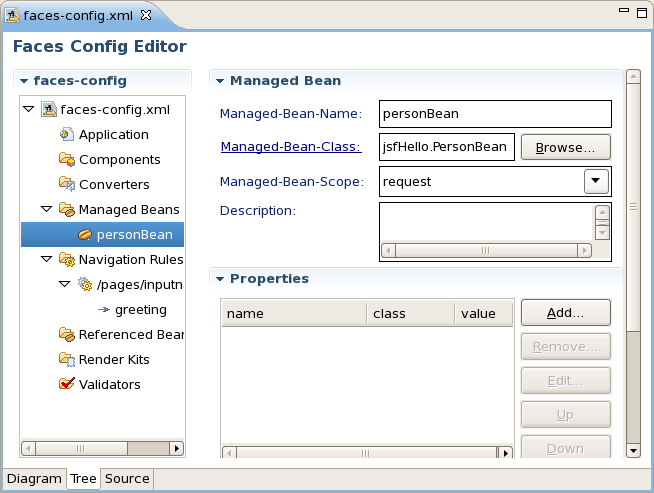 faces-config.xml
Faces Config Editor
faces-config
faces-config.xml
Application
Components
Converters
Managed Beans
personBean
Navigation Rules
/pages/inputn
greeting
Referenced Bear
Render Kits
Validators
Managed Bean
Managed-Bean-Name: personBean
Managed-Bean-Class: jsfHello.PersonBean Browse...
Managed-Bean-Scope: request
Description:
Properties
name class value
Add...
Remove...
Edit...
Up
Down
Diagram Tree Source